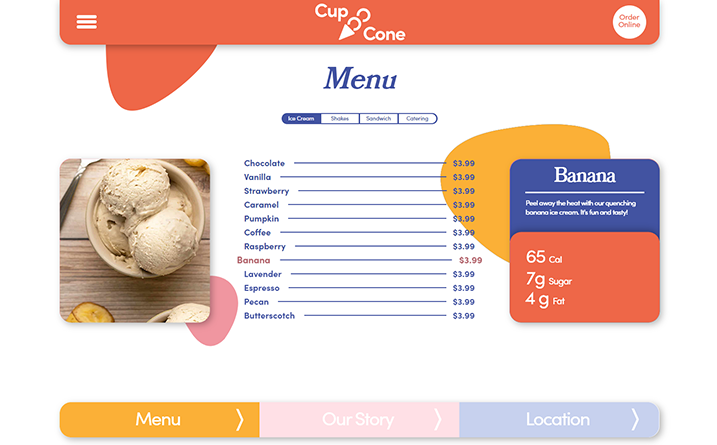 Cup
Cone
Order
Online
Menu
Ice Cream Shakes Sandwich Catering
Chocolate $3.99
Vanilla $3.99
Strawberry $3.99
Caramel $3.99
Pumpkin $3.99
Coffee $3.99
Raspberry $3.99
Banana $3.99
Lavender $3.99
Espresso $3.99
Pecan $3.99
Butterscotch $3.99
Banana
Peel away the heat with our quenching
banana ice cream. It's fun and tasty!
65 Cal
7g Sugar
4 g Fat
Menu Our Story Location